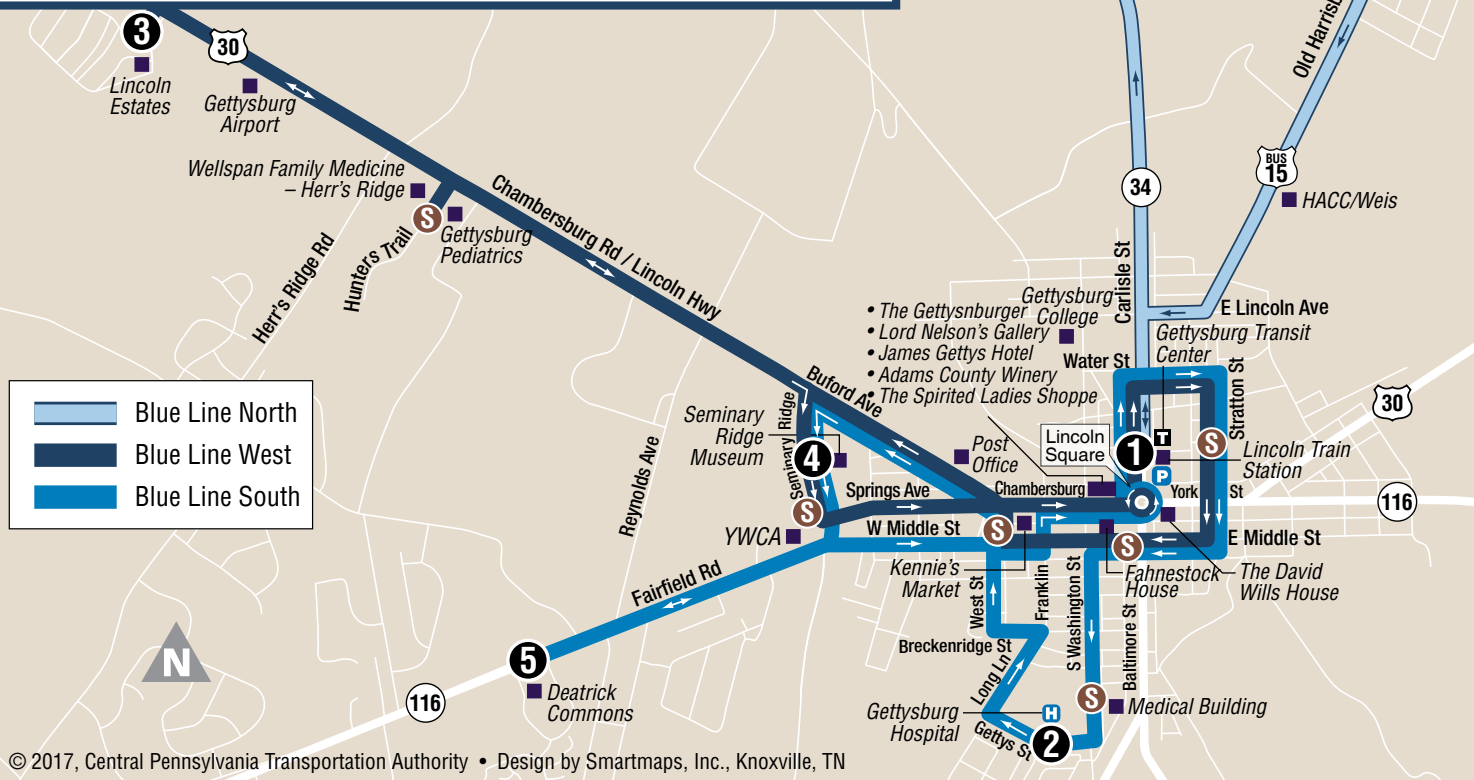 3
30
Lincoln
Estates
Gettysburg
Airport
Old Harrisb
BUS
15
HACC/Weis
34
Wellspan Family Medicine
– Herr's Ridge
S
Gettysburg
Pediatrics
Chambersburg Rd / Lincoln Hwy
Herr's Ridge Rd
Hunters Trail
Carlisle St
E Lincoln Ave
Gettysburg
College
Gettysburg Transit
Center
• The Gettysnburger
• Lord Nelson's Gallery
• James Gettys Hotel
• Adams County Winery
• The Spirited Ladies Shoppe
Water St
Stratton St
30
Buford Ave
Blue Line North
Blue Line West
Blue Line South
Seminary
Ridge
Museum
Seminary Ridge
4
Post
Office
Lincoln
Square
1
T
P
S
Lincoln Train
Station
Reynolds Ave
Springs Ave
Chambersburg
York
St
116
S
YWCA
W Middle St
S
S
E Middle St
Kennie's
Market
Fahnestock
House
The David
Wills House
Fairfield Rd
West St
Franklin
S Washington St
Baltimore St
Breckenridge St
Long Ln
N
5
Deatrick
Commons
116
Gettysburg
Hospital
H
S
Medical Building
Gettys St
2
© 2017, Central Pennsylvania Transportation Authority • Design by Smartmaps, Inc., Knoxville, TN